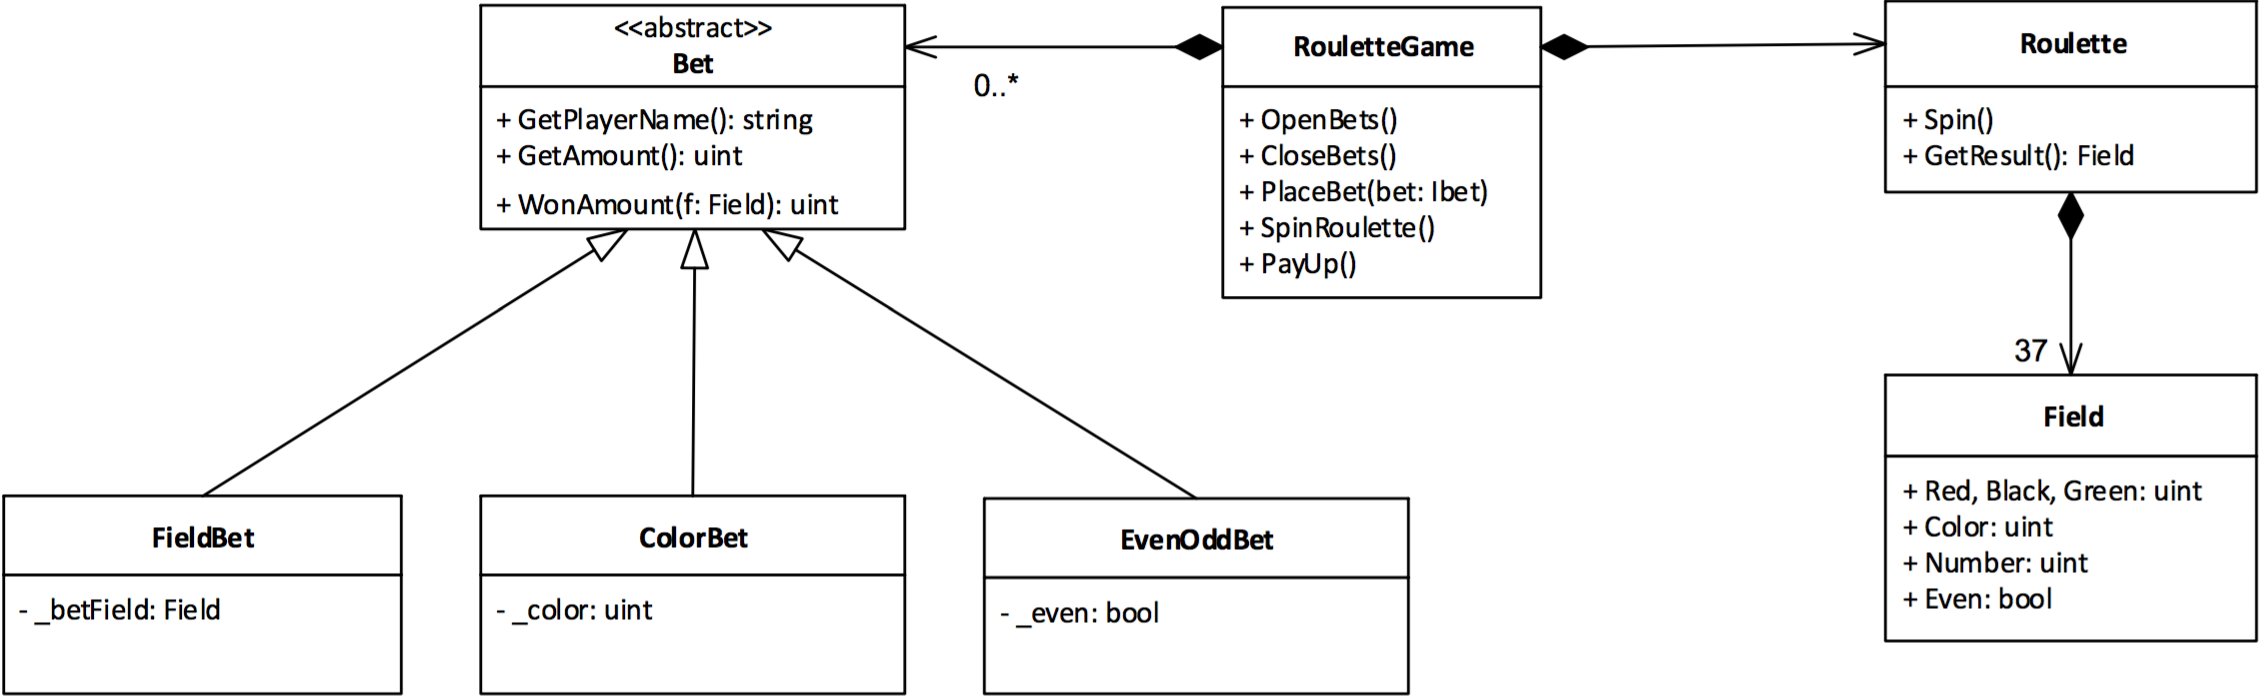 <<abstract>>
Bet
+ GetPlayerName(): string
+ GetAmount(): uint
+ WonAmount(f: Field): uint
0..*
RouletteGame
+ OpenBets()
+ CloseBets()
+ PlaceBet(bet: Ibet)
+ SpinRoulette()
+ PayUp()
Roulette
+ Spin()
+ GetResult(): Field
37
Field
+ Red, Black, Green: uint
+ Color: uint
+ Number: uint
+ Even: bool
FieldBet
- _betField: Field
ColorBet
- _color: uint
EvenOddBet
- _even: bool